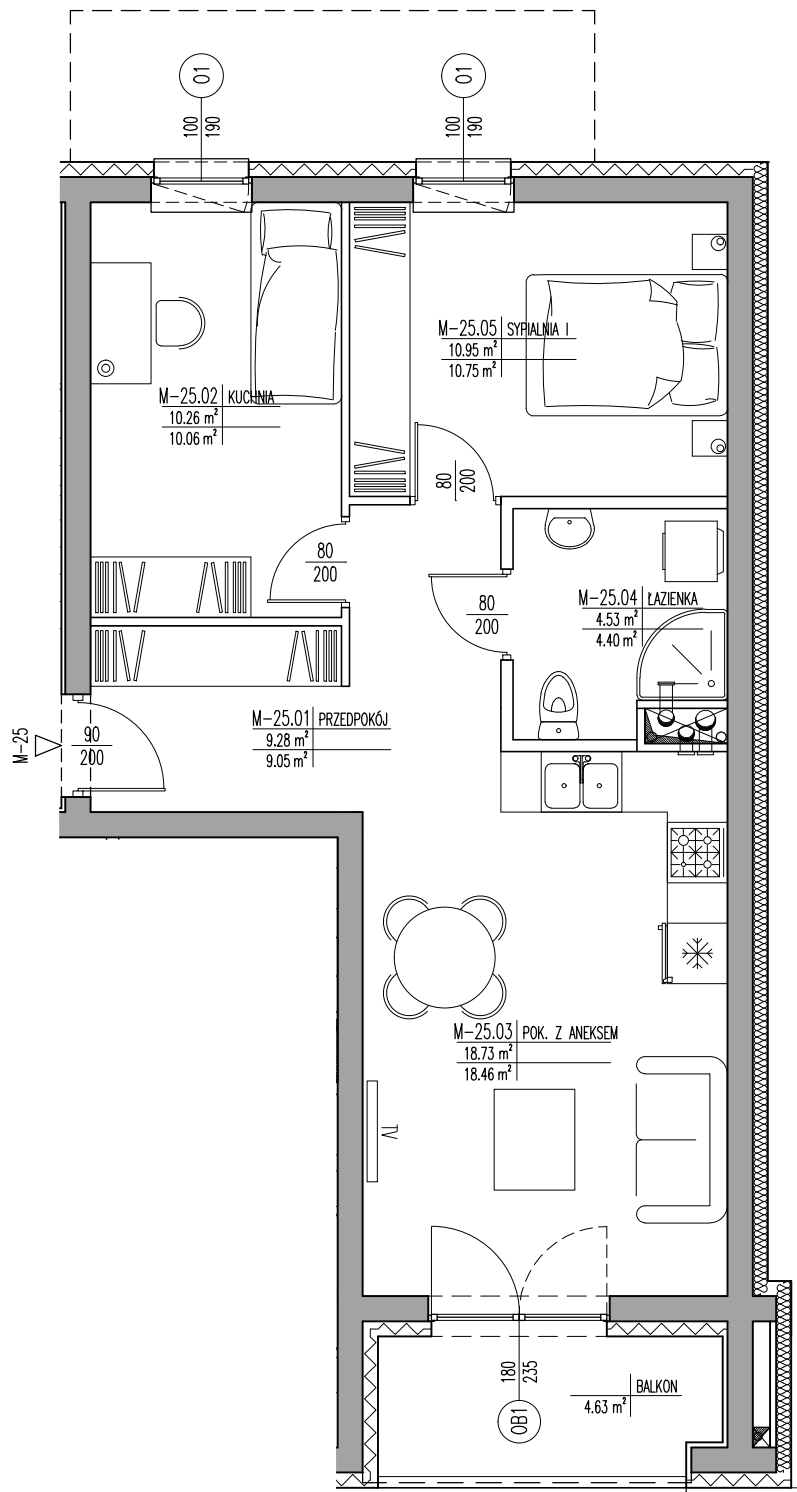 O1
O1
100
190
100
190
M-25.05 SYPIALNIA I
10.95 m²
10.75 m²
M-25.02 KUCHNIA
10.26 m²
10.06 m²
80
200
80
200
80
200
M-25.04 ŁAZIENKA
4.53 m²
4.40 m²
M-25.01 PRZEDPOKÓJ
9.28 m²
9.05 m²
M-25
90
200
M-25.03 POK. Z ANEKSEM
18.73 m²
18.46 m²
TV
180
235
BALKON
4.63 m²
OB1